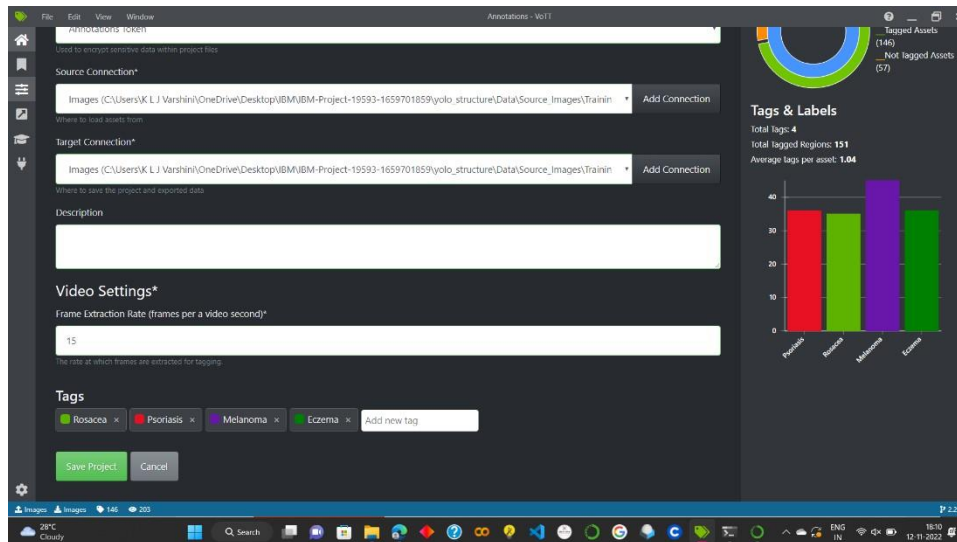 File Edit View Window
Annotations - VoTT
Annotations Token
Used to encrypt sensitive data within project files
Source Connection*
Images (C:\Users\K L J Varshini\OneDrive\Desktop\IBM\IBM-Project-19593-1659701859\yolo_structure\Data\Source_Images\Trainin
Add Connection
Where to load assets from
Target Connection*
Images (C:\Users\K L J Varshini\OneDrive\Desktop\IBM\IBM-Project-19593-1659701859\yolo_structure\Data\Source_Images\Trainin
Add Connection
Where to save the project and exported data
Description
Video Settings*
Frame Extraction Rate (frames per a video second)*
15
The rate at which frames are extracted for tagging.
Tags
Rosacea × Psoriasis × Melanoma × Eczema × Add new tag
Save Project Cancel
Tagged Assets
(146)
Not Tagged Assets
(57)
Tags & Labels
Total Tags: 4
Total Tagged Regions: 151
Average tags per asset: 1.04
40
30
20
10
0
Psoriasis Rosacea Melanoma Eczema
Images Images 146 203
2.2
28°C
Cloudy
Search
ENG
IN
18:10
12-11-2022